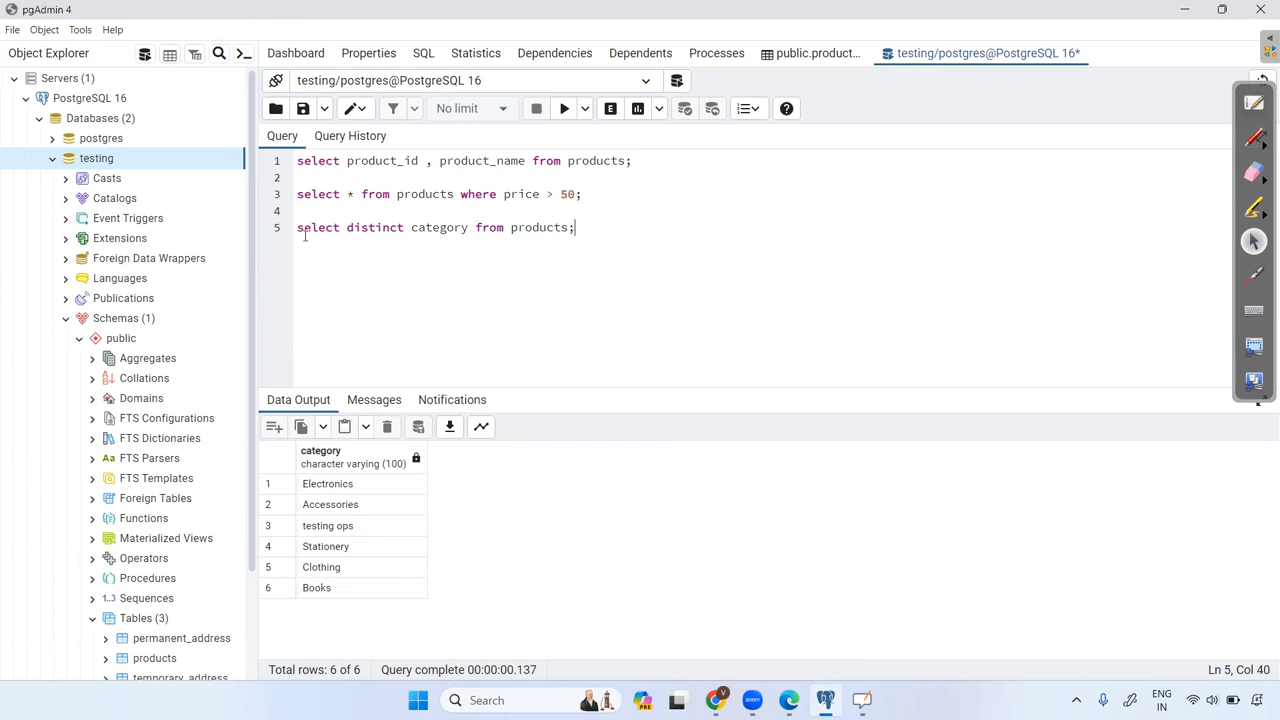 pgAdmin 4
File Object Tools Help
Object Explorer
Dashboard Properties SQL Statistics Dependencies Dependents Processes public.produc... testing/postgres@PostgreSQL 16*
Servers (1)
PostgreSQL 16
Databases (2)
postgres
testing
Casts
Catalogs
Event Triggers
Extensions
Foreign Data Wrappers
Languages
Publications
Schemas (1)
public
Aggregates
Collations
Domains
FTS Configurations
FTS Dictionaries
FTS Parsers
FTS Templates
Foreign Tables
Functions
Materialized Views
Operators
Procedures
Sequences
Tables (3)
permanent_address
products
temporary_address
testing/postgres@PostgreSQL 16
No limit
Query Query History
1 select product_id , product_name from products;
2
3 select * from products where price > 50;
4
5 select distinct category from products;
Data Output Messages Notifications
category
character varying (100)
1 Electronics
2 Accessories
3 testing ops
4 Stationery
5 Clothing
6 Books
Total rows: 6 of 6 Query complete 00:00:00.137 Ln 5, Col 40
Search
ENG
IN